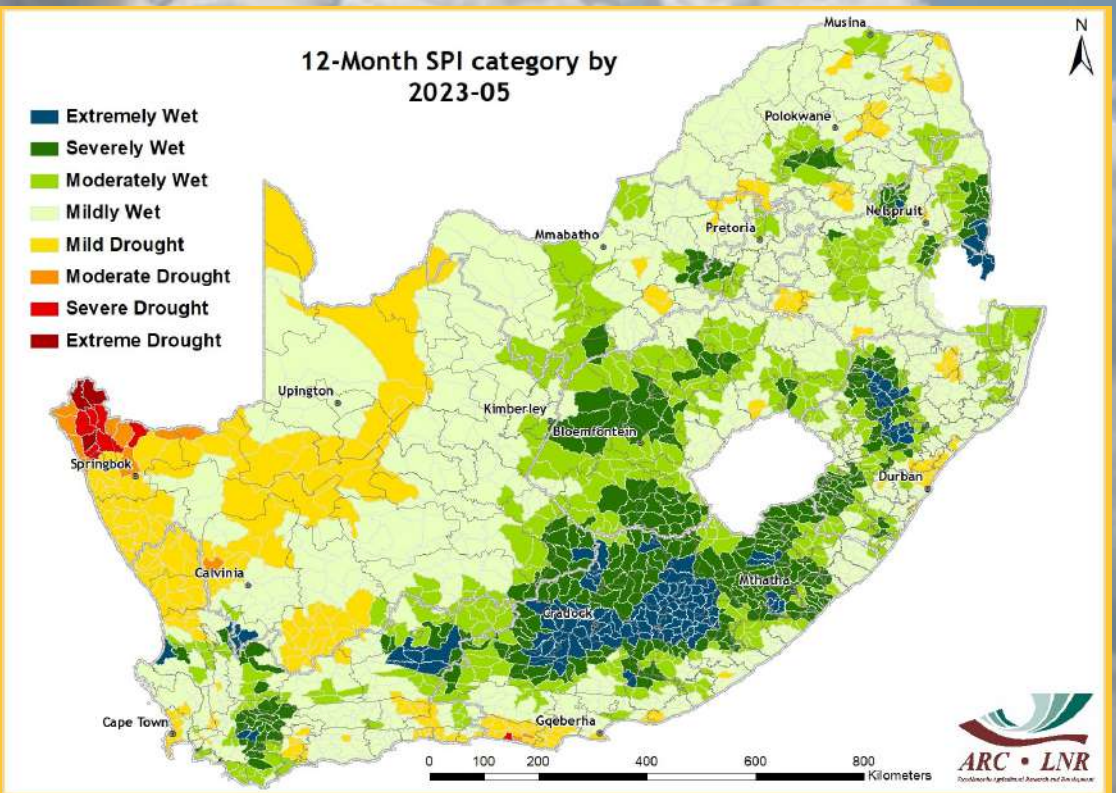 12-Month SPI category by
2023-05
N
Extremely Wet
Severely Wet
Moderately Wet
Mildly Wet
Mild Drought
Moderate Drought
Severe Drought
Extreme Drought
Musina
Polokwane
Nelspruit
Pretoria
Mmabatho
Upington
Kimberley
Bloemfontein
Springbok
Durban
Calvinia
Mthatha
Cradock
Cape Town
Gqeberha
0 100 200 400 600 800
Kilometers
ARC • LNR